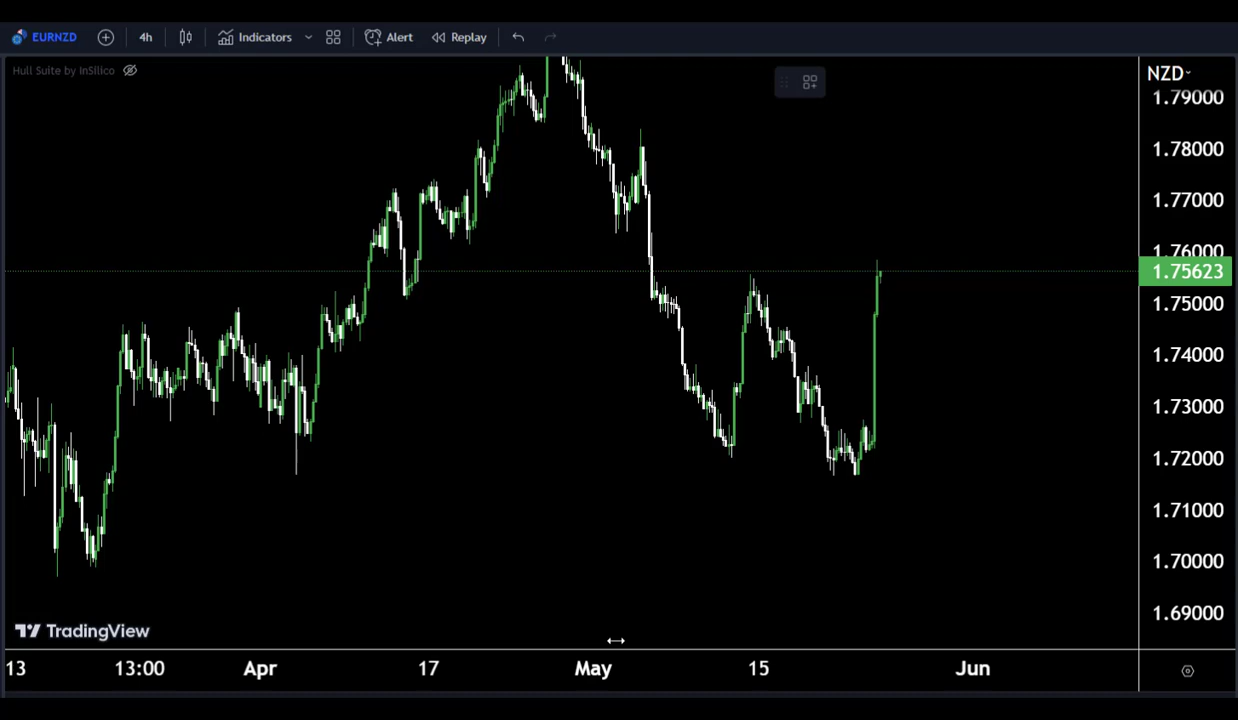 EURNZD 4h Indicators Alert Replay
Hull Suite by InSilico
NZD
1.79000
1.78000
1.77000
1.76000
1.75623
1.75000
1.74000
1.73000
1.72000
1.71000
1.70000
1.69000
TradingView
13 13:00 Apr 17 May 15 Jun